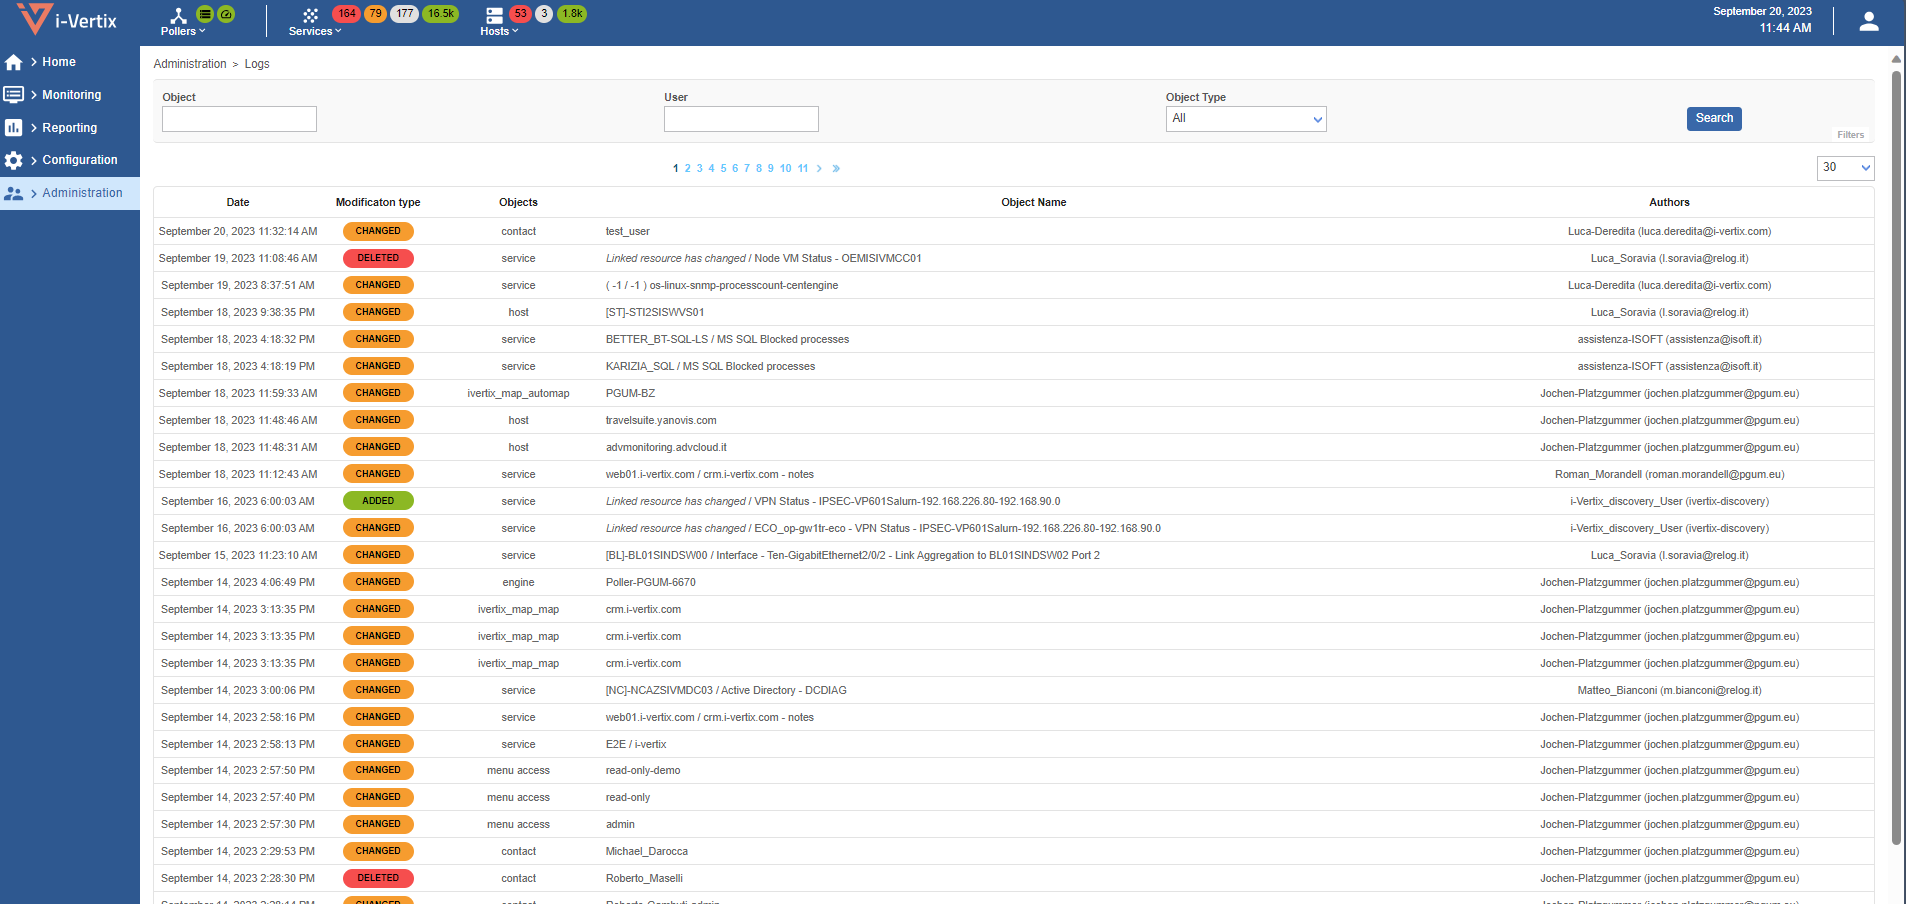 i-Vertix
Pollers
Services
164 79 177 16.5k
Hosts
53 3 1.8k
September 20, 2023
11:44 AM
Home
Monitoring
Reporting
Configuration
Administration
Administration > Logs
Object
User
Object Type
All
Search
Filters
1 2 3 4 5 6 7 8 9 10 11
30
Date Modificaton type Objects Object Name Authors
September 20, 2023 11:32:14 AM CHANGED contact test_user Luca-Deredita (luca.deredita@i-vertix.com)
September 19, 2023 11:08:46 AM DELETED service Linked resource has changed / Node VM Status - OEMISIVMCC01 Luca_Soravia (l.soravia@relog.it)
September 19, 2023 8:37:51 AM CHANGED service ( -1 / -1 ) os-linux-snmp-processcount-centengine Luca-Deredita (luca.deredita@i-vertix.com)
September 18, 2023 9:38:35 PM CHANGED host [ST]-STI2SISWVS01 Luca_Soravia (l.soravia@relog.it)
September 18, 2023 4:18:32 PM CHANGED service BETTER_BT-SQL-LS / MS SQL Blocked processes assistenza-ISOFT (assistenza@isoft.it)
September 18, 2023 4:18:19 PM CHANGED service KARIZIA_SQL / MS SQL Blocked processes assistenza-ISOFT (assistenza@isoft.it)
September 18, 2023 11:59:33 AM CHANGED ivertix_map_automap PGUM-BZ Jochen-Platzgummer (jochen.platzgummer@pgum.eu)
September 18, 2023 11:48:46 AM CHANGED host travelsuite.yanovis.com Jochen-Platzgummer (jochen.platzgummer@pgum.eu)
September 18, 2023 11:48:31 AM CHANGED host advmonitoring.advcloud.it Jochen-Platzgummer (jochen.platzgummer@pgum.eu)
September 18, 2023 11:12:43 AM CHANGED service web01.i-vertix.com / crm.i-vertix.com - notes Roman_Morandell (roman.morandell@pgum.eu)
September 16, 2023 6:00:03 AM ADDED service Linked resource has changed / VPN Status - IPSEC-VP601Salurn-192.168.226.80-192.168.90.0 i-Vertix_discovery_User (ivertix-discovery)
September 16, 2023 6:00:03 AM CHANGED service Linked resource has changed / ECO_op-gw1tr-eco - VPN Status - IPSEC-VP601Salurn-192.168.226.80-192.168.90.0 i-Vertix_discovery_User (ivertix-discovery)
September 15, 2023 11:23:10 AM CHANGED service [BL]-BL01SINDSW00 / Interface - Ten-GigabitEthernet2/0/2 - Link Aggregation to BL01SINDSW02 Port 2 Luca_Soravia (l.soravia@relog.it)
September 14, 2023 4:06:49 PM CHANGED engine Poller-PGUM-6670 Jochen-Platzgummer (jochen.platzgummer@pgum.eu)
September 14, 2023 3:13:35 PM CHANGED ivertix_map_map crm.i-vertix.com Jochen-Platzgummer (jochen.platzgummer@pgum.eu)
September 14, 2023 3:13:35 PM CHANGED ivertix_map_map crm.i-vertix.com Jochen-Platzgummer (jochen.platzgummer@pgum.eu)
September 14, 2023 3:13:35 PM CHANGED ivertix_map_map crm.i-vertix.com Jochen-Platzgummer (jochen.platzgummer@pgum.eu)
September 14, 2023 3:00:06 PM CHANGED service [NC]-NCAZSIVMDC03 / Active Directory - DCDIAG Matteo_Bianconi (m.bianconi@relog.it)
September 14, 2023 2:58:16 PM CHANGED service web01.i-vertix.com / crm.i-vertix.com - notes Jochen-Platzgummer (jochen.platzgummer@pgum.eu)
September 14, 2023 2:58:13 PM CHANGED service E2E / i-vertix Jochen-Platzgummer (jochen.platzgummer@pgum.eu)
September 14, 2023 2:57:50 PM CHANGED menu access read-only-demo Jochen-Platzgummer (jochen.platzgummer@pgum.eu)
September 14, 2023 2:57:40 PM CHANGED menu access read-only Jochen-Platzgummer (jochen.platzgummer@pgum.eu)
September 14, 2023 2:57:30 PM CHANGED menu access admin Jochen-Platzgummer (jochen.platzgummer@pgum.eu)
September 14, 2023 2:29:53 PM CHANGED contact Michael_Darocca Jochen-Platzgummer (jochen.platzgummer@pgum.eu)
September 14, 2023 2:28:30 PM DELETED contact Roberto_Maselli Jochen-Platzgummer (jochen.platzgummer@pgum.eu)
September 14, 2023 CHANGED contact Jochen-Platzgummer (jochen.platzgummer@pgum.eu)